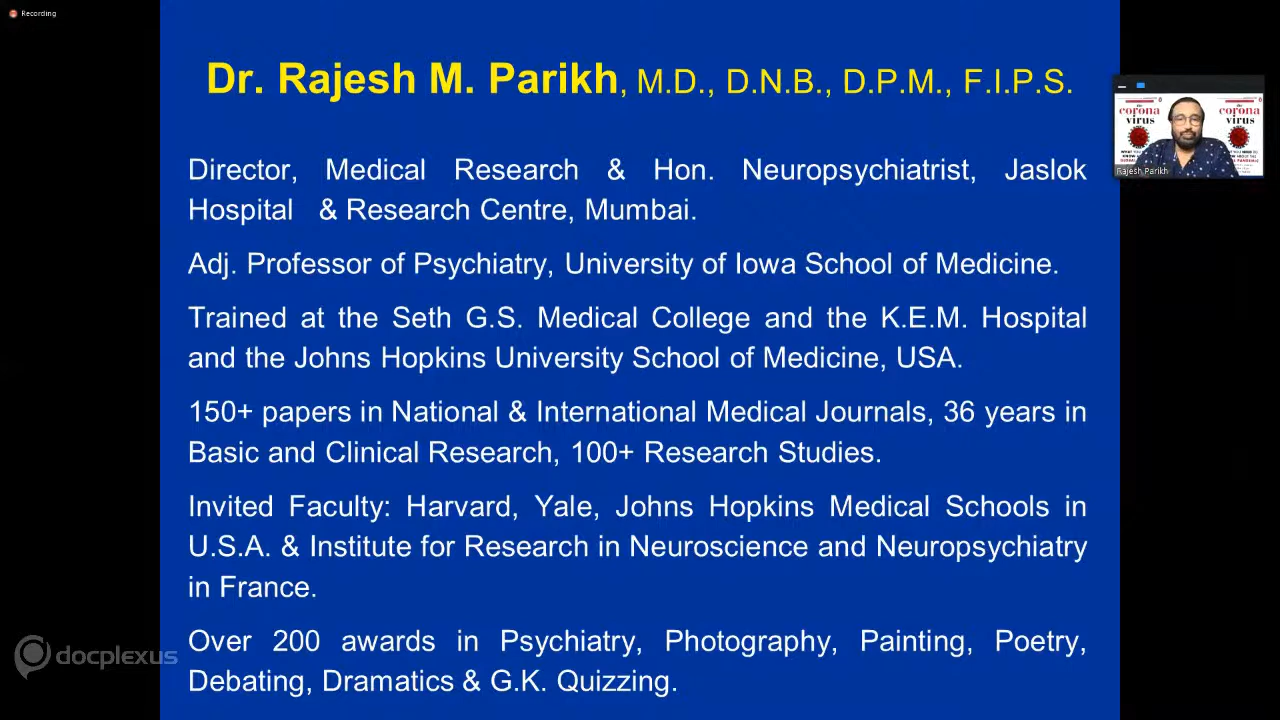 Recording
Dr. Rajesh M. Parikh, M.D., D.N.B., D.P.M., F.I.P.S.
Director, Medical Research & Hon. Neuropsychiatrist, Jaslok
Hospital & Research Centre, Mumbai.
Adj. Professor of Psychiatry, University of Iowa School of Medicine.
Trained at the Seth G.S. Medical College and the K.E.M. Hospital
and the Johns Hopkins University School of Medicine, USA.
150+ papers in National & International Medical Journals, 36 years in
Basic and Clinical Research, 100+ Research Studies.
Invited Faculty: Harvard, Yale, Johns Hopkins Medical Schools in
U.S.A. & Institute for Research in Neuroscience and Neuropsychiatry
in France.
Over 200 awards in Psychiatry, Photography, Painting, Poetry,
Debating, Dramatics & G.K. Quizzing.
corona
virus
corona
virus
Rajesh Parikh
docplexus